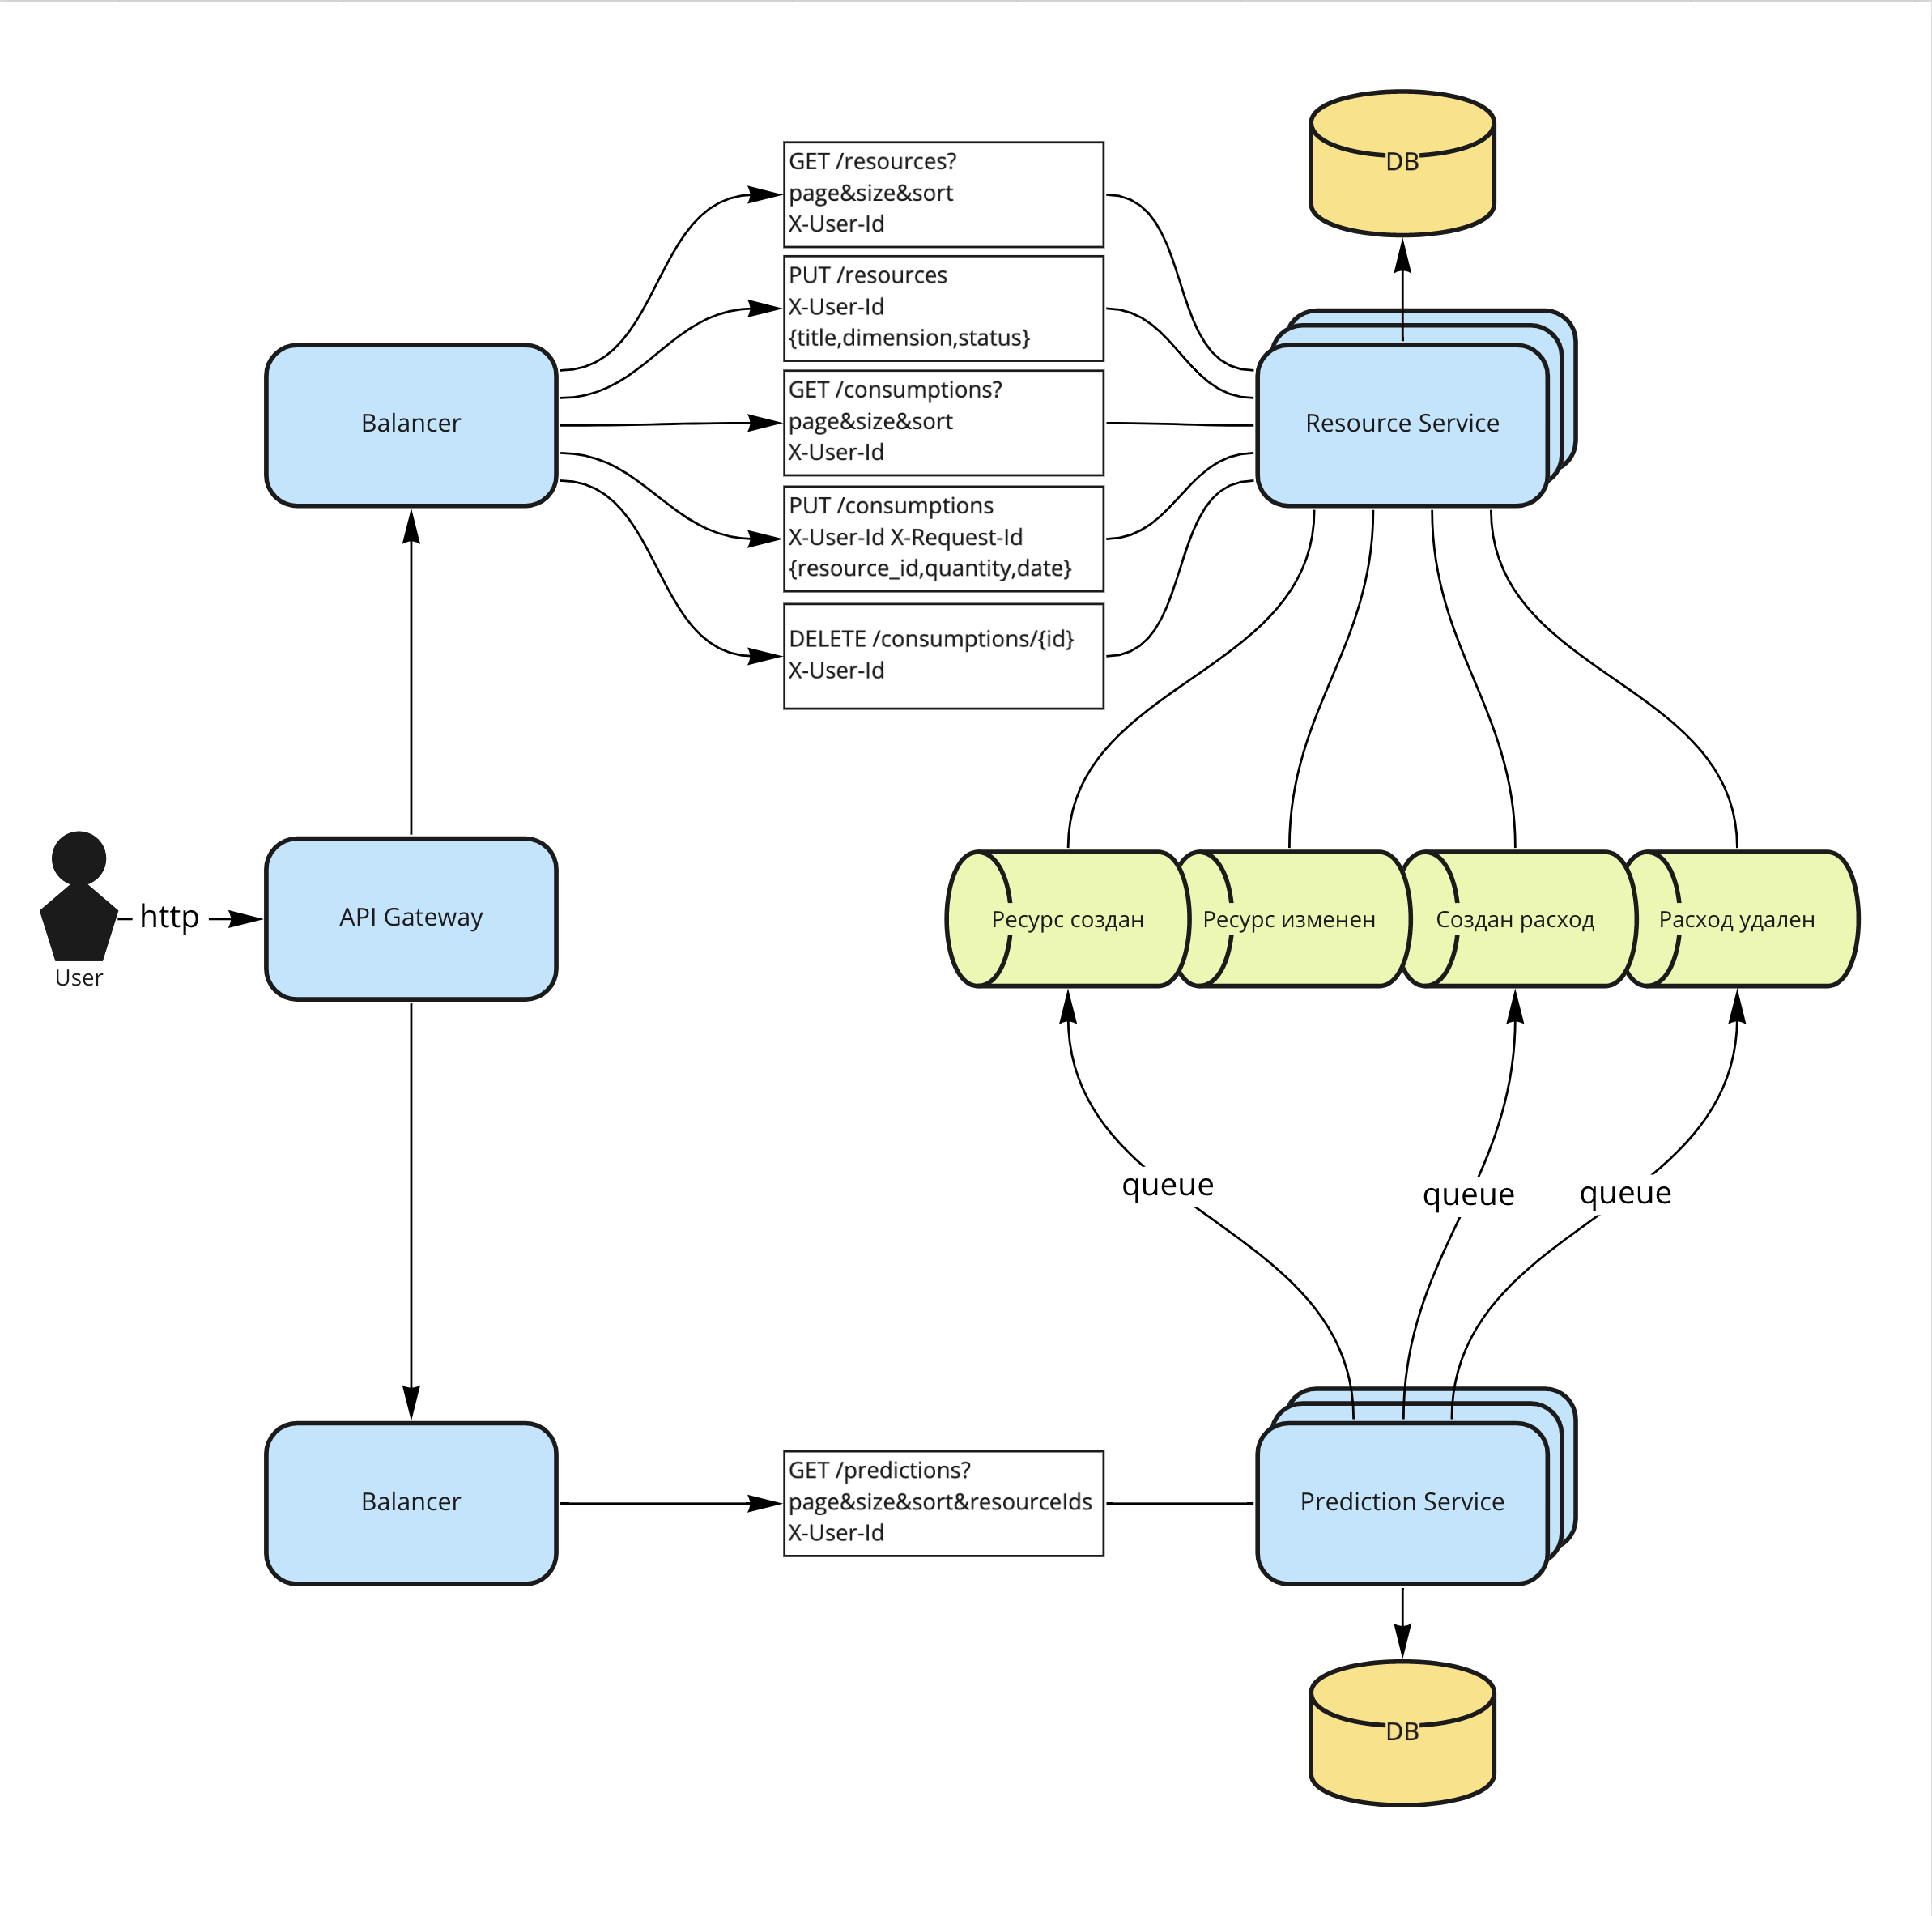 DB
GET /resources?
page&size&sort
X-User-Id
PUT /resources
X-User-Id
{title,dimension,status}
GET /consumptions?
page&size&sort
X-User-Id
PUT /consumptions
X-User-Id X-Request-Id
{resource_id,quantity,date}
DELETE /consumptions/{id}
X-User-Id
Balancer
Resource Service
http
User
API Gateway
Ресурс создан
Ресурс изменен
Создан расход
Расход удален
queue
queue
queue
Balancer
GET /predictions?
page&size&sort&resourceIds
X-User-Id
Prediction Service
DB